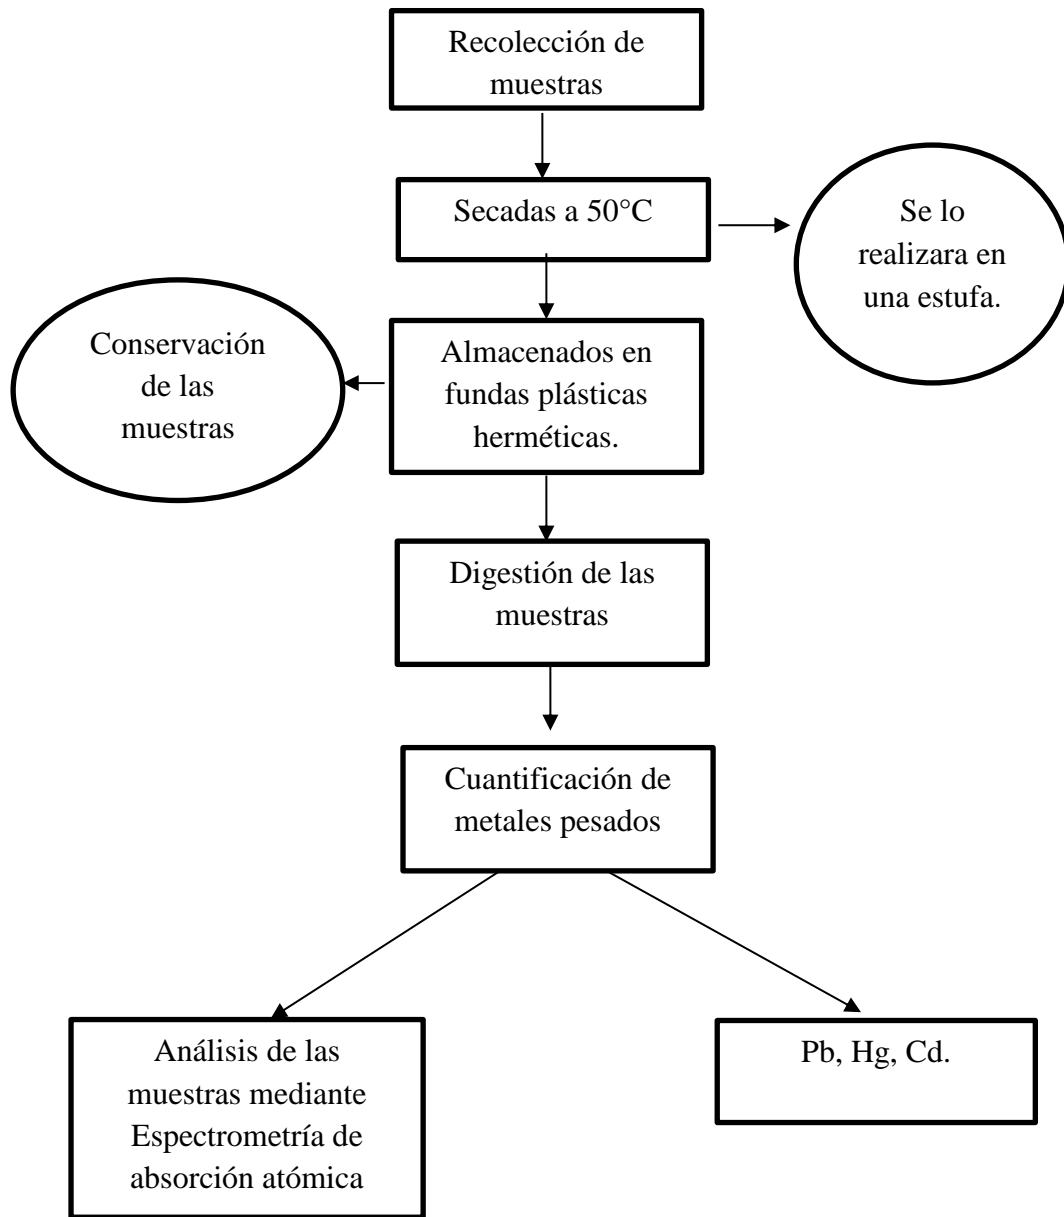 Recolección de
muestras
Secadas a 50°C
Se lo
realizara en
una estufa.
Almacenados en
fundas plásticas
herméticas.
Conservación
de las
muestras
Digestión de las
muestras
Cuantificación de
metales pesados
Análisis de las
muestras mediante
Espectrometría de
absorción atómica
Pb, Hg, Cd.